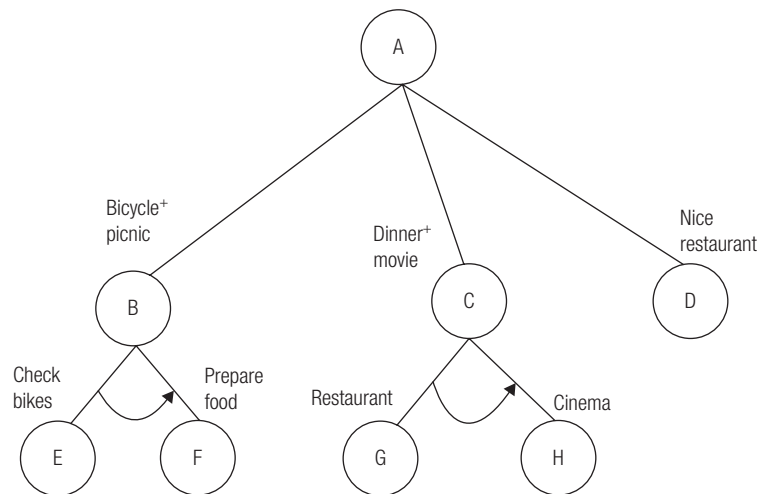 A
Bicycle+
picnic
Dinner+
movie
Nice
restaurant
B
C
D
Check
bikes
Prepare
food
Restaurant
Cinema
E
F
G
H